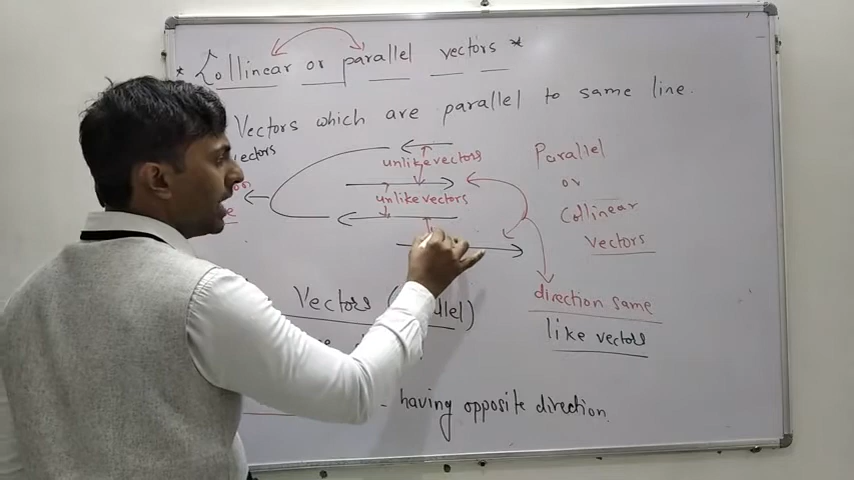 * Collinear or parallel vectors *
Vectors which are parallel to same line.
vectors
unlike vectors
unlike vectors
Parallel
or
Collinear
vectors
direction same
like vectors
Vectors
having opposite direction